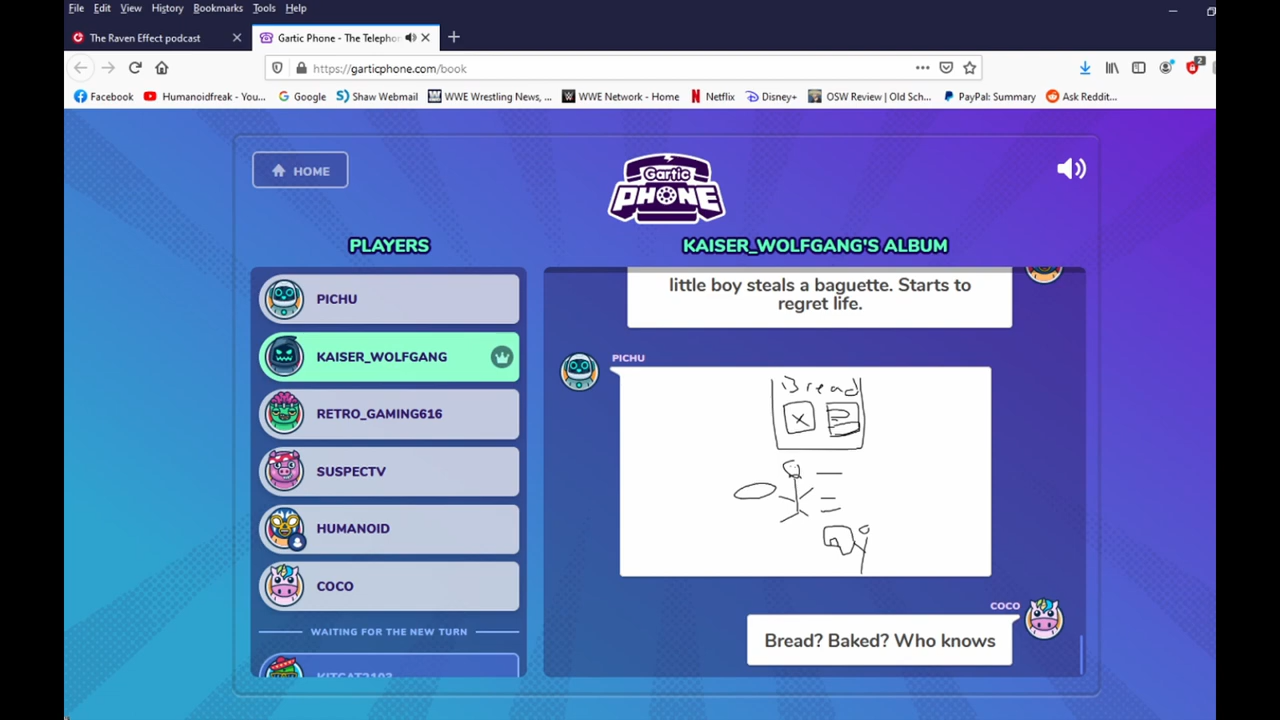 File Edit View History Bookmarks Tools Help
The Raven Effect podcast
Gartic Phone - The Telepho
https://garticphone.com/book
2
Facebook
Humanoidfreak - You...
Google
Shaw Webmail
WWE Wrestling News, ...
WWE Network - Home
Netflix
Disney+
OSW Review | Old Sch...
PayPal: Summary
Ask Reddit...
HOME
Gartic
PHONE
PLAYERS
KAISER_WOLFGANG'S ALBUM
PICHU
KAISER_WOLFGANG
RETRO_GAMING616
SUSPECTV
HUMANOID
COCO
WAITING FOR THE NEW TURN
little boy steals a baguette. Starts to
regret life.
PICHU
Bread
COCO
Bread? Baked? Who knows